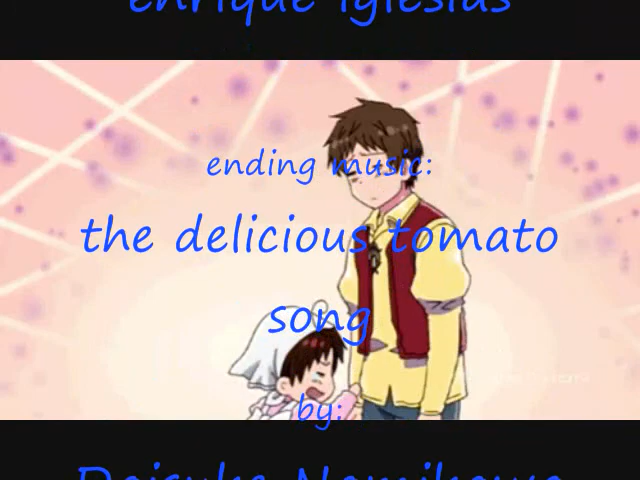 enrique iglesias
ending music:
the delicious tomato
song
by:
Daisuke Namikawa